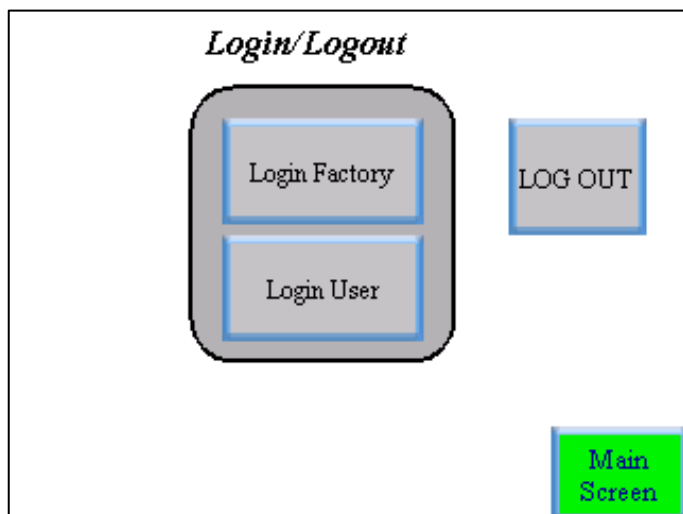 Login/Logout
Login Factory
LOG OUT
Login User
Main
Screen